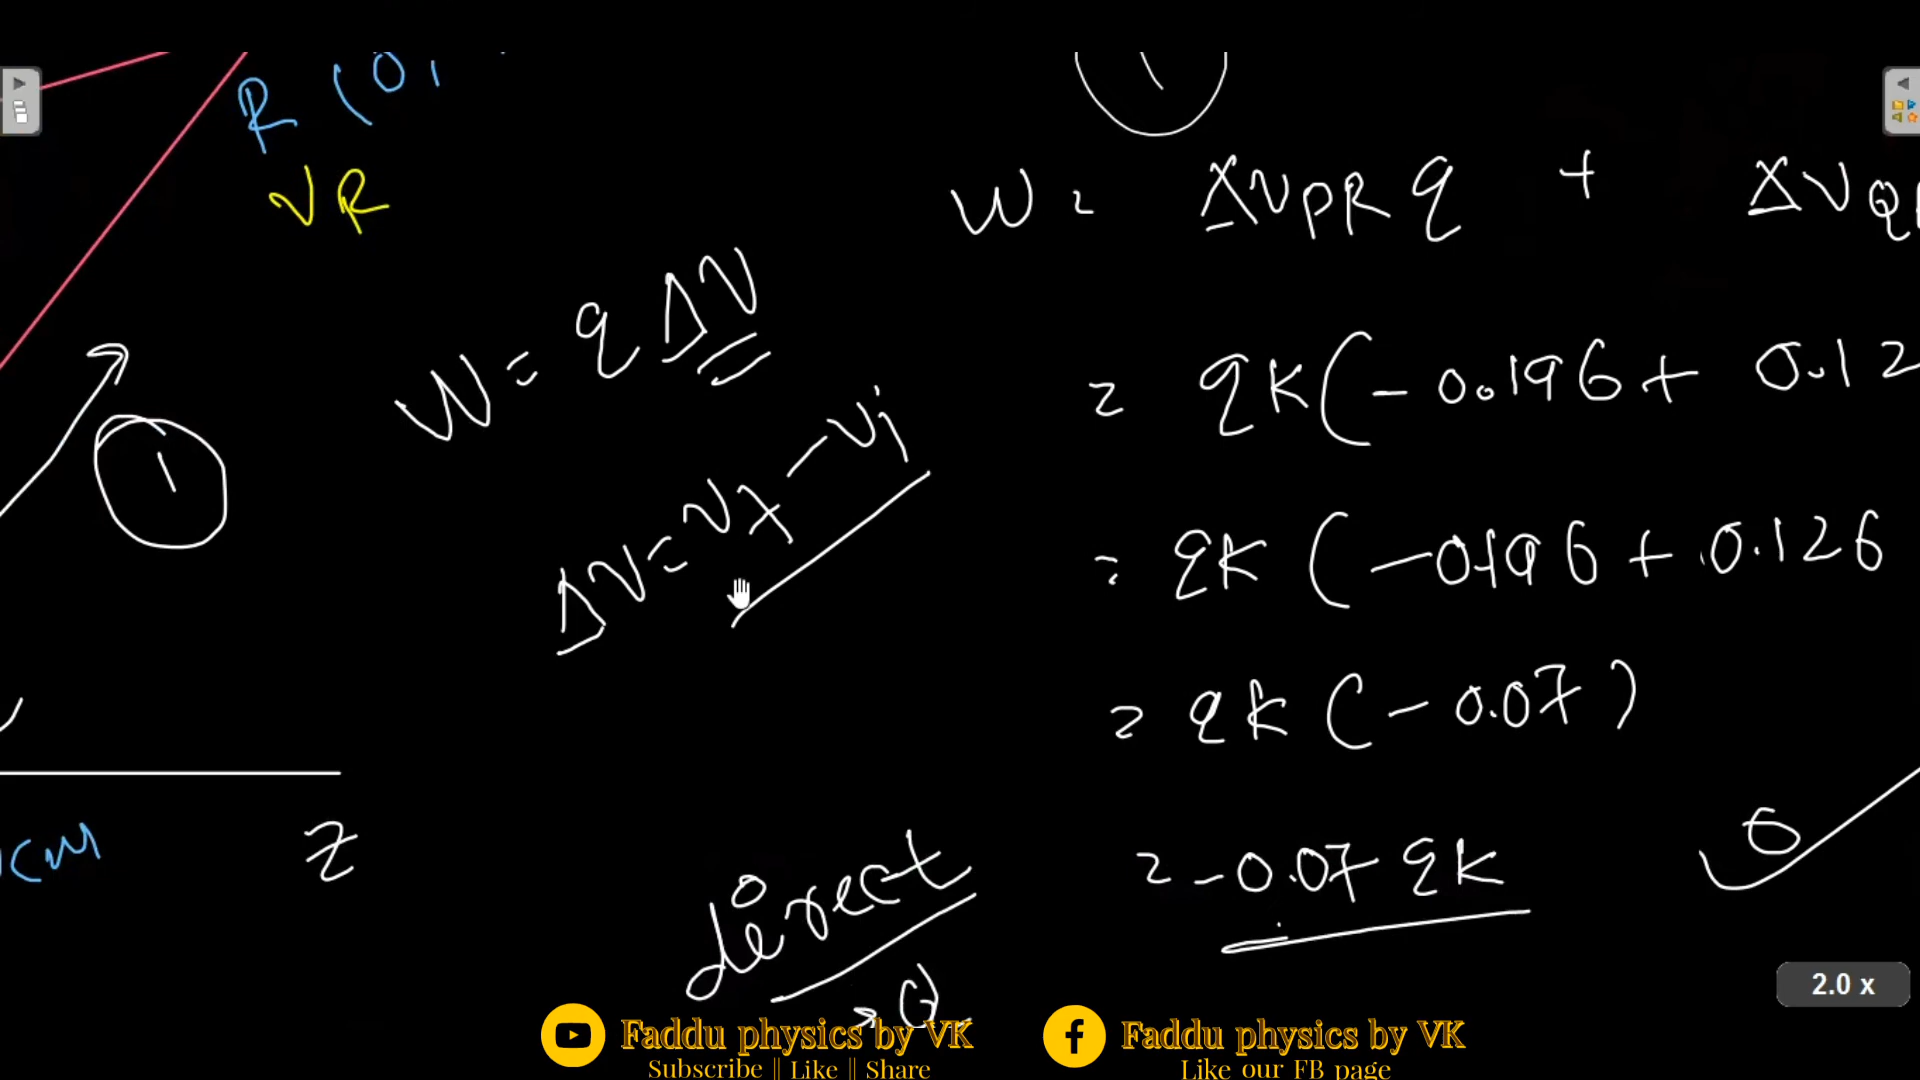 R (0,
VR
1
W = ΔVPR q + ΔVQ
W = q ΔV
= qK(- 0.196 + 0.12
1
ΔV = Vf - Vi
= qK (-0.196 + 0.126
= qK (- 0.07)
cm
Z
= - 0.07 qK
direct
→ Q
2.0 x
Faddu physics by VK
Subscribe || Like || Share
Faddu physics by VK
Like our FB page